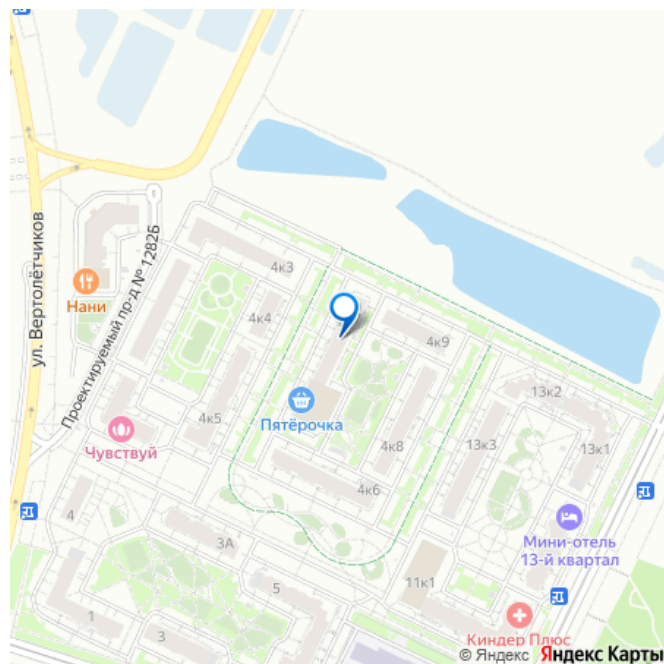 ул. Вертолётчиков
Проектируемый пр-д № 1282Б
Нани
4к3
4к4
4к9
13к2
Пятёрочка
4к5
Чувствуй
4к8
13к3
13к1
4к6
4
3А
Мини-отель
13-й квартал
11к1
5
1
3
Киндер Плюс
© Яндекс Яндекс Карты